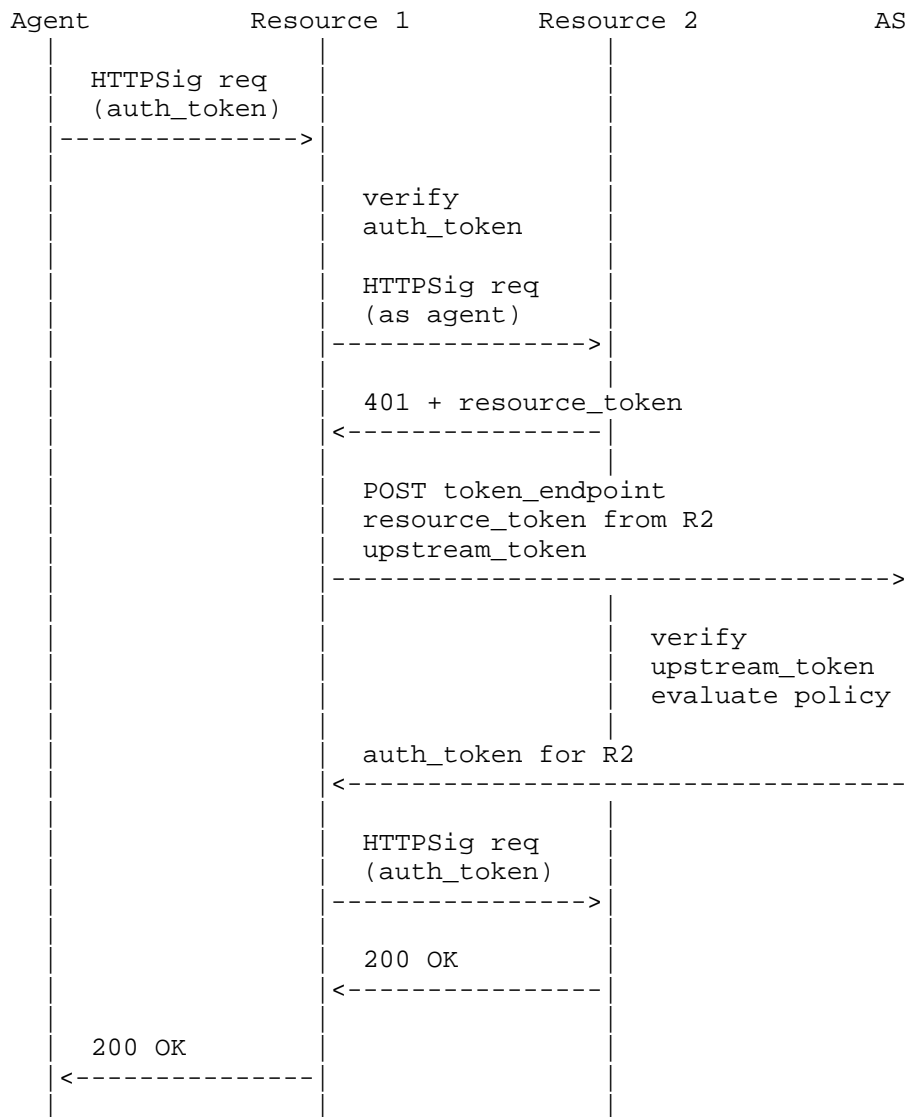 Agent Resource 1 Resource 2 AS
HTTPSig req
(auth_token)
verify
auth_token
HTTPSig req
(as agent)
401 + resource_token
POST token_endpoint
resource_token from R2
upstream_token
verify
upstream_token
evaluate policy
auth_token for R2
HTTPSig req
(auth_token)
200 OK
200 OK